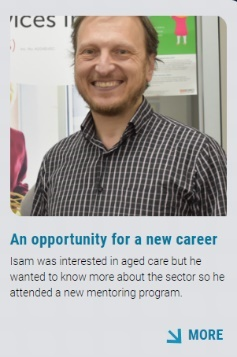 vices i
An opportunity for a new career
Isam was interested in aged care but he
wanted to know more about the sector so he
attended a new mentoring program.
MORE